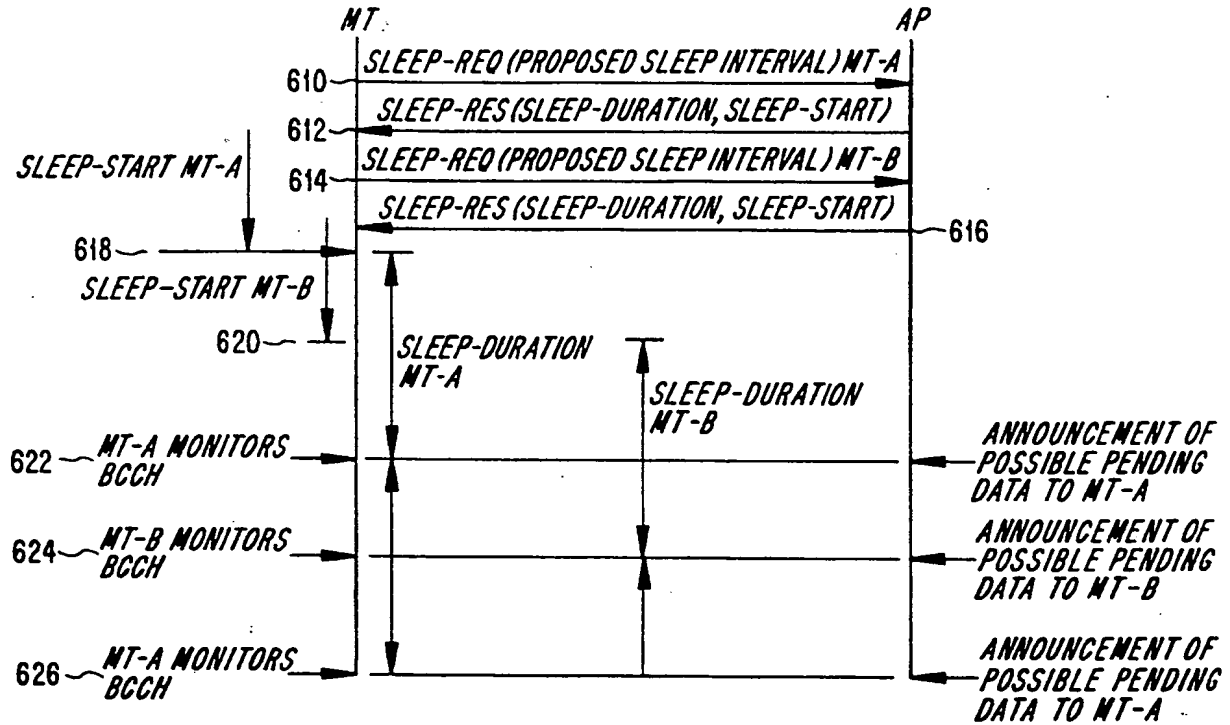 MT
AP
SLEEP-REQ (PROPOSED SLEEP INTERVAL) MT-A
610
SLEEP-RES (SLEEP-DURATION, SLEEP-START)
612
SLEEP-START MT-A
SLEEP-REQ (PROPOSED SLEEP INTERVAL) MT-B
614
SLEEP-RES (SLEEP-DURATION, SLEEP-START)
616
618
SLEEP-START MT-B
620
SLEEP-DURATION
MT-A
SLEEP-DURATION
MT-B
622
MT-A MONITORS
BCCH
ANNOUNCEMENT OF
POSSIBLE PENDING
DATA TO MT-A
624
MT-B MONITORS
BCCH
ANNOUNCEMENT OF
POSSIBLE PENDING
DATA TO MT-B
626
MT-A MONITORS
BCCH
ANNOUNCEMENT OF
POSSIBLE PENDING
DATA TO MT-A